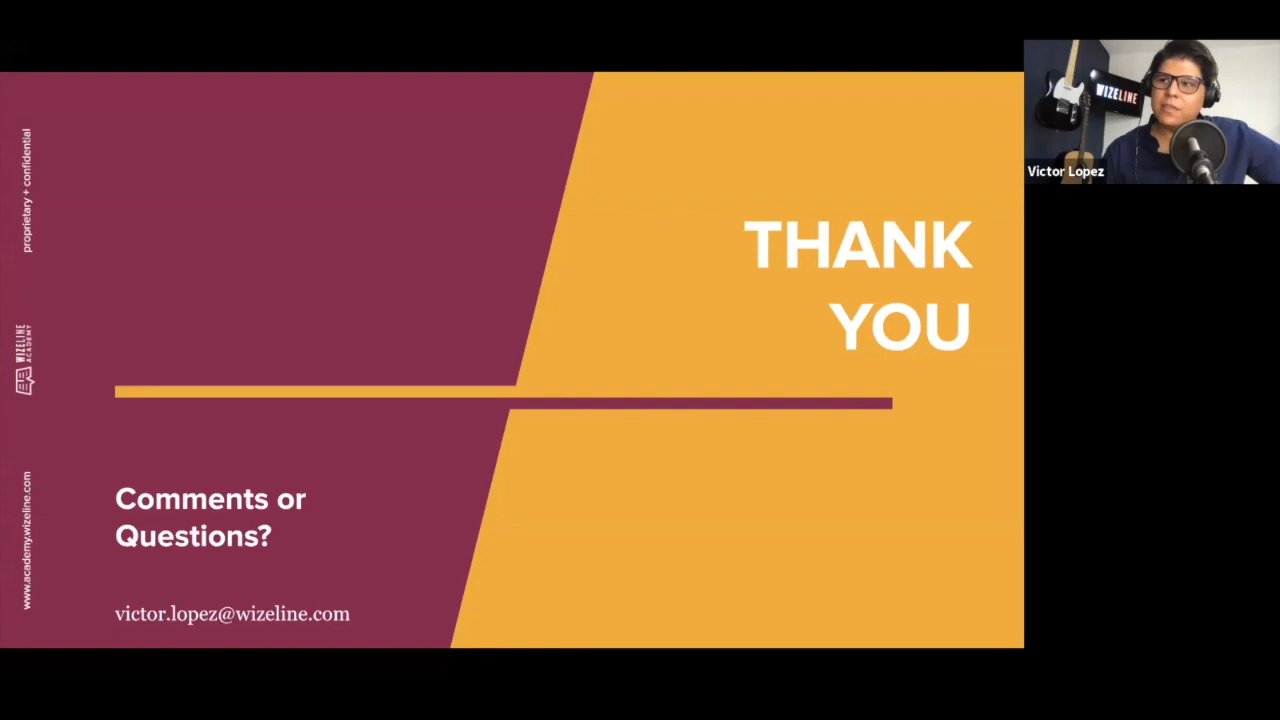 proprietary + confidential
WIZELINE
ACADEMY
www.academy.wizeline.com
THANK
YOU
Comments or
Questions?
victor.lopez@wizeline.com
WIZELINE
Victor Lopez